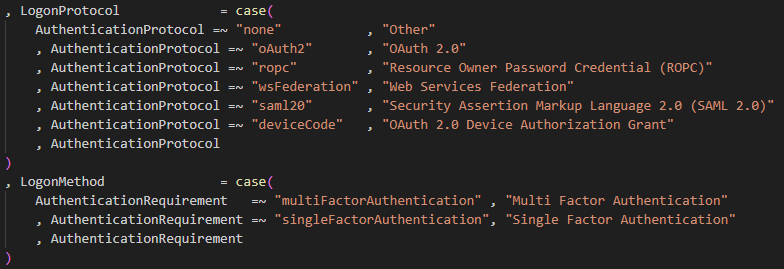 , LogonProtocol = case(
AuthenticationProtocol =~ "none" , "Other"
, AuthenticationProtocol =~ "oAuth2" , "OAuth 2.0"
, AuthenticationProtocol =~ "ropc" , "Resource Owner Password Credential (ROPC)"
, AuthenticationProtocol =~ "wsFederation" , "Web Services Federation"
, AuthenticationProtocol =~ "saml20" , "Security Assertion Markup Language 2.0 (SAML 2.0)"
, AuthenticationProtocol =~ "deviceCode" , "OAuth 2.0 Device Authorization Grant"
, AuthenticationProtocol
)
, LogonMethod = case(
AuthenticationRequirement =~ "multiFactorAuthentication" , "Multi Factor Authentication"
, AuthenticationRequirement =~ "singleFactorAuthentication", "Single Factor Authentication"
, AuthenticationRequirement
)